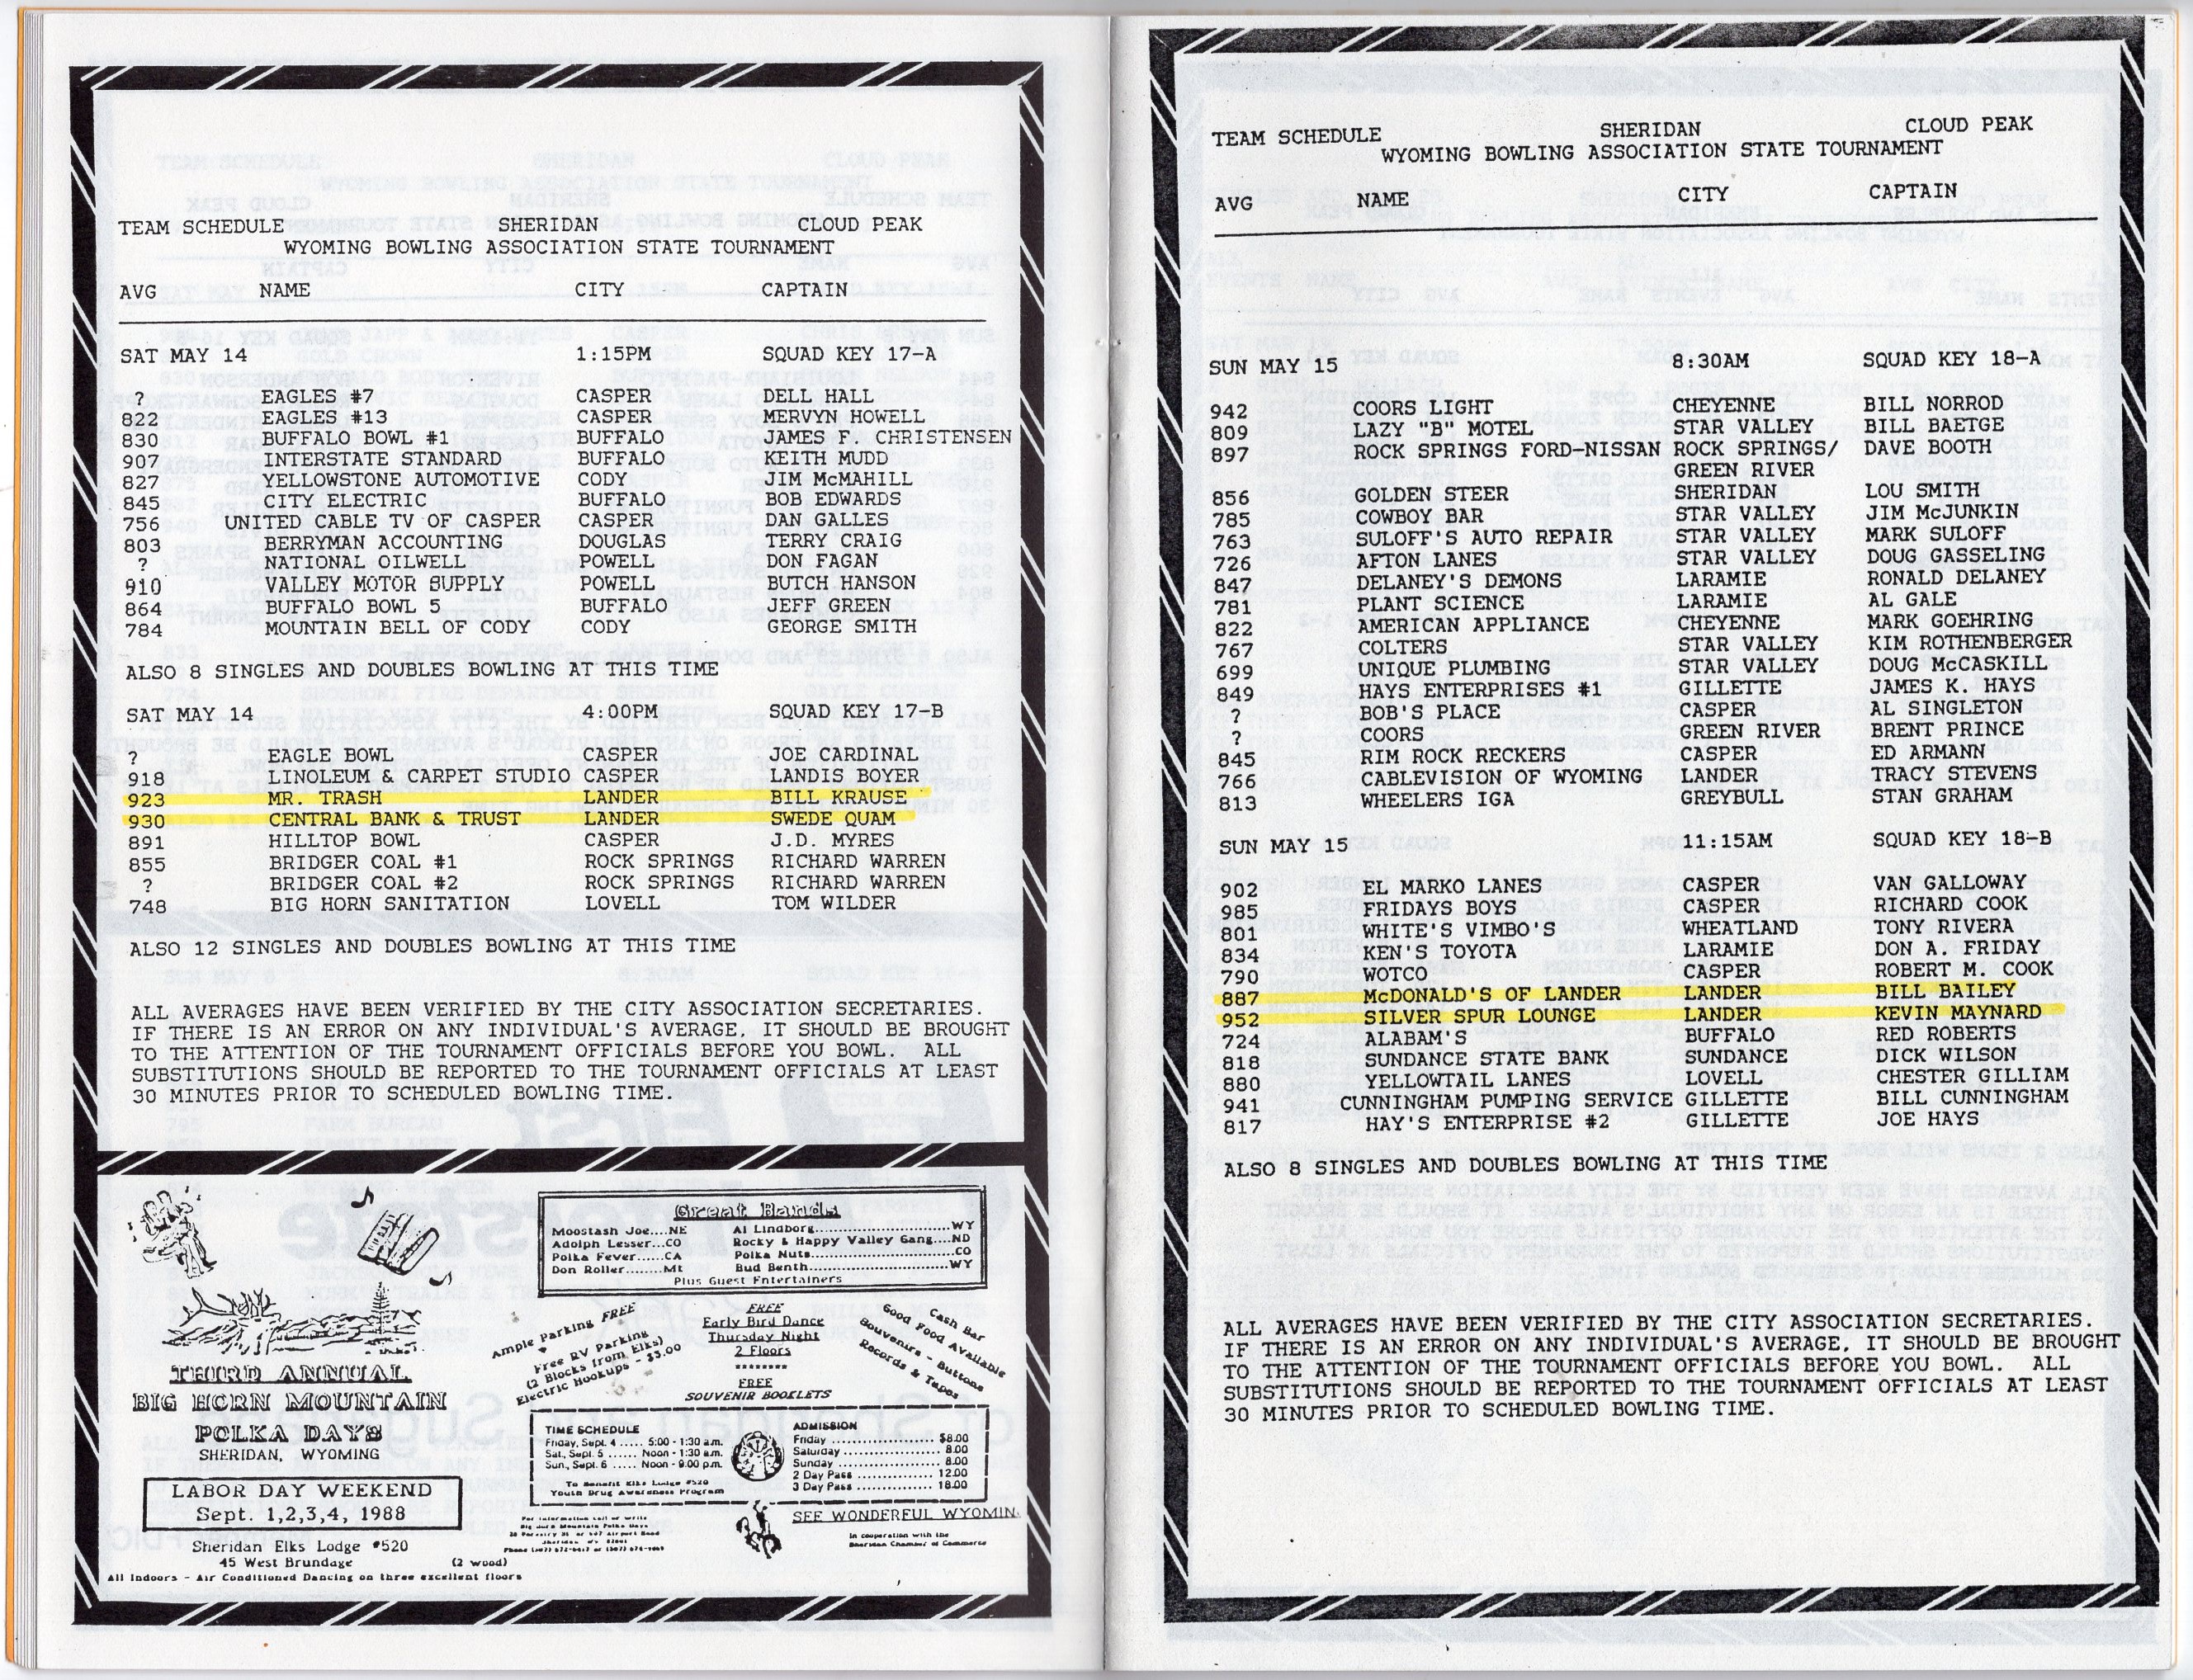 TEAM SCHEDULE SHERIDAN CLOUD PEAK
WYOMING BOWLING ASSOCIATION STATE TOURNAMENT
AVG NAME CITY CAPTAIN
SAT MAY 14 1:15PM SQUAD KEY 17-A
? EAGLES #7 CASPER DELL HALL
822 EAGLES #13 CASPER MERVYN HOWELL
830 BUFFALO BOWL #1 BUFFALO JAMES F. CHRISTENSEN
907 INTERSTATE STANDARD BUFFALO KEITH MUDD
827 YELLOWSTONE AUTOMOTIVE CODY JIM McMAHILL
845 CITY ELECTRIC BUFFALO BOB EDWARDS
756 UNITED CABLE TV OF CASPER CASPER DAN GALLES
803 BERRYMAN ACCOUNTING DOUGLAS TERRY CRAIG
? NATIONAL OILWELL POWELL DON FAGAN
910 VALLEY MOTOR SUPPLY POWELL BUTCH HANSON
864 BUFFALO BOWL 5 BUFFALO JEFF GREEN
784 MOUNTAIN BELL OF CODY CODY GEORGE SMITH
ALSO 8 SINGLES AND DOUBLES BOWLING AT THIS TIME
SAT MAY 14 4:00PM SQUAD KEY 17-B
? EAGLE BOWL CASPER JOE CARDINAL
918 LINOLEUM & CARPET STUDIO CASPER LANDIS BOYER
923 MR. TRASH LANDER BILL KRAUSE
930 CENTRAL BANK & TRUST LANDER SWEDE QUAM
891 HILLTOP BOWL CASPER J.D. MYRES
855 BRIDGER COAL #1 ROCK SPRINGS RICHARD WARREN
? BRIDGER COAL #2 ROCK SPRINGS RICHARD WARREN
748 BIG HORN SANITATION LOVELL TOM WILDER
ALSO 12 SINGLES AND DOUBLES BOWLING AT THIS TIME
ALL AVERAGES HAVE BEEN VERIFIED BY THE CITY ASSOCIATION SECRETARIES.
IF THERE IS AN ERROR ON ANY INDIVIDUAL'S AVERAGE, IT SHOULD BE BROUGHT
TO THE ATTENTION OF THE TOURNAMENT OFFICIALS BEFORE YOU BOWL. ALL
SUBSTITUTIONS SHOULD BE REPORTED TO THE TOURNAMENT OFFICIALS AT LEAST
30 MINUTES PRIOR TO SCHEDULED BOWLING TIME.
THIRD ANNUAL
BIG HORN MOUNTAIN
POLKA DAYS
SHERIDAN, WYOMING
LABOR DAY WEEKEND
Sept. 1,2,3,4, 1988
Sheridan Elks Lodge #520
45 West Brundage (2 wood)
All Indoors - Air Conditioned Dancing on three excellent floors
Great Bands
Moostash Joe....NE Al Lindborg....WY
Adolph Lesser...CO Rocky & Happy Valley Gang....ND
Polka Fever.....CA Polka Nuts....CO
Don Roller.......Mt Bud Benth....WY
Plus Guest Entertainers
Ample Parking FREE
Free RV Parking
(2 Blocks from Elks)
Electric Hookups - $3.00
FREE
Early Bird Dance
Thursday Night
2 Floors
********
FREE
SOUVENIR BOOKLETS
Cash Bar
Good Food Available
Souvenirs - Buttons
Records & Tapes
TIME SCHEDULE
Friday, Sept. 4 ..... 5:00 - 1:30 a.m.
Sat., Sept. 5 ...... Noon - 1:30 a.m.
Sun., Sept. 6 ..... Noon - 9:00 p.m.
To Benefit Elks Lodge #520
Youth Drug Awareness Program
ADMISSION
Friday .......... $8.00
Saturday .......... 8.00
Sunday .......... 8.00
2 Day Pass .......... 12.00
3 Day Pass .......... 18.00
For information call or write
Big Horn Mountain Polka Days
SEE WONDERFUL WYOMIN
In cooperation with the
Sheridan Chamber of Commerce
TEAM SCHEDULE SHERIDAN CLOUD PEAK
WYOMING BOWLING ASSOCIATION STATE TOURNAMENT
AVG NAME CITY CAPTAIN
SUN MAY 15 8:30AM SQUAD KEY 18-A
942 COORS LIGHT CHEYENNE BILL NORROD
809 LAZY "B" MOTEL STAR VALLEY BILL BAETGE
897 ROCK SPRINGS FORD-NISSAN ROCK SPRINGS/ DAVE BOOTH
GREEN RIVER
856 GOLDEN STEER SHERIDAN LOU SMITH
785 COWBOY BAR STAR VALLEY JIM McJUNKIN
763 SULOFF'S AUTO REPAIR STAR VALLEY MARK SULOFF
726 AFTON LANES STAR VALLEY DOUG GASSELING
847 DELANEY'S DEMONS LARAMIE RONALD DELANEY
781 PLANT SCIENCE LARAMIE AL GALE
822 AMERICAN APPLIANCE CHEYENNE MARK GOEHRING
767 COLTERS STAR VALLEY KIM ROTHENBERGER
699 UNIQUE PLUMBING STAR VALLEY DOUG McCASKILL
849 HAYS ENTERPRISES #1 GILLETTE JAMES K. HAYS
? BOB'S PLACE CASPER AL SINGLETON
? COORS GREEN RIVER BRENT PRINCE
845 RIM ROCK RECKERS CASPER ED ARMANN
766 CABLEVISION OF WYOMING LANDER TRACY STEVENS
813 WHEELERS IGA GREYBULL STAN GRAHAM
SUN MAY 15 11:15AM SQUAD KEY 18-B
902 EL MARKO LANES CASPER VAN GALLOWAY
985 FRIDAYS BOYS CASPER RICHARD COOK
801 WHITE'S VIMBO'S WHEATLAND TONY RIVERA
834 KEN'S TOYOTA LARAMIE DON A. FRIDAY
790 WOTCO CASPER ROBERT M. COOK
887 McDONALD'S OF LANDER LANDER BILL BAILEY
952 SILVER SPUR LOUNGE LANDER KEVIN MAYNARD
724 ALABAM'S BUFFALO RED ROBERTS
818 SUNDANCE STATE BANK SUNDANCE DICK WILSON
880 YELLOWTAIL LANES LOVELL CHESTER GILLIAM
941 CUNNINGHAM PUMPING SERVICE GILLETTE BILL CUNNINGHAM
817 HAY'S ENTERPRISE #2 GILLETTE JOE HAYS
ALSO 8 SINGLES AND DOUBLES BOWLING AT THIS TIME
ALL AVERAGES HAVE BEEN VERIFIED BY THE CITY ASSOCIATION SECRETARIES.
IF THERE IS AN ERROR ON ANY INDIVIDUAL'S AVERAGE, IT SHOULD BE BROUGHT
TO THE ATTENTION OF THE TOURNAMENT OFFICIALS BEFORE YOU BOWL. ALL
SUBSTITUTIONS SHOULD BE REPORTED TO THE TOURNAMENT OFFICIALS AT LEAST
30 MINUTES PRIOR TO SCHEDULED BOWLING TIME.